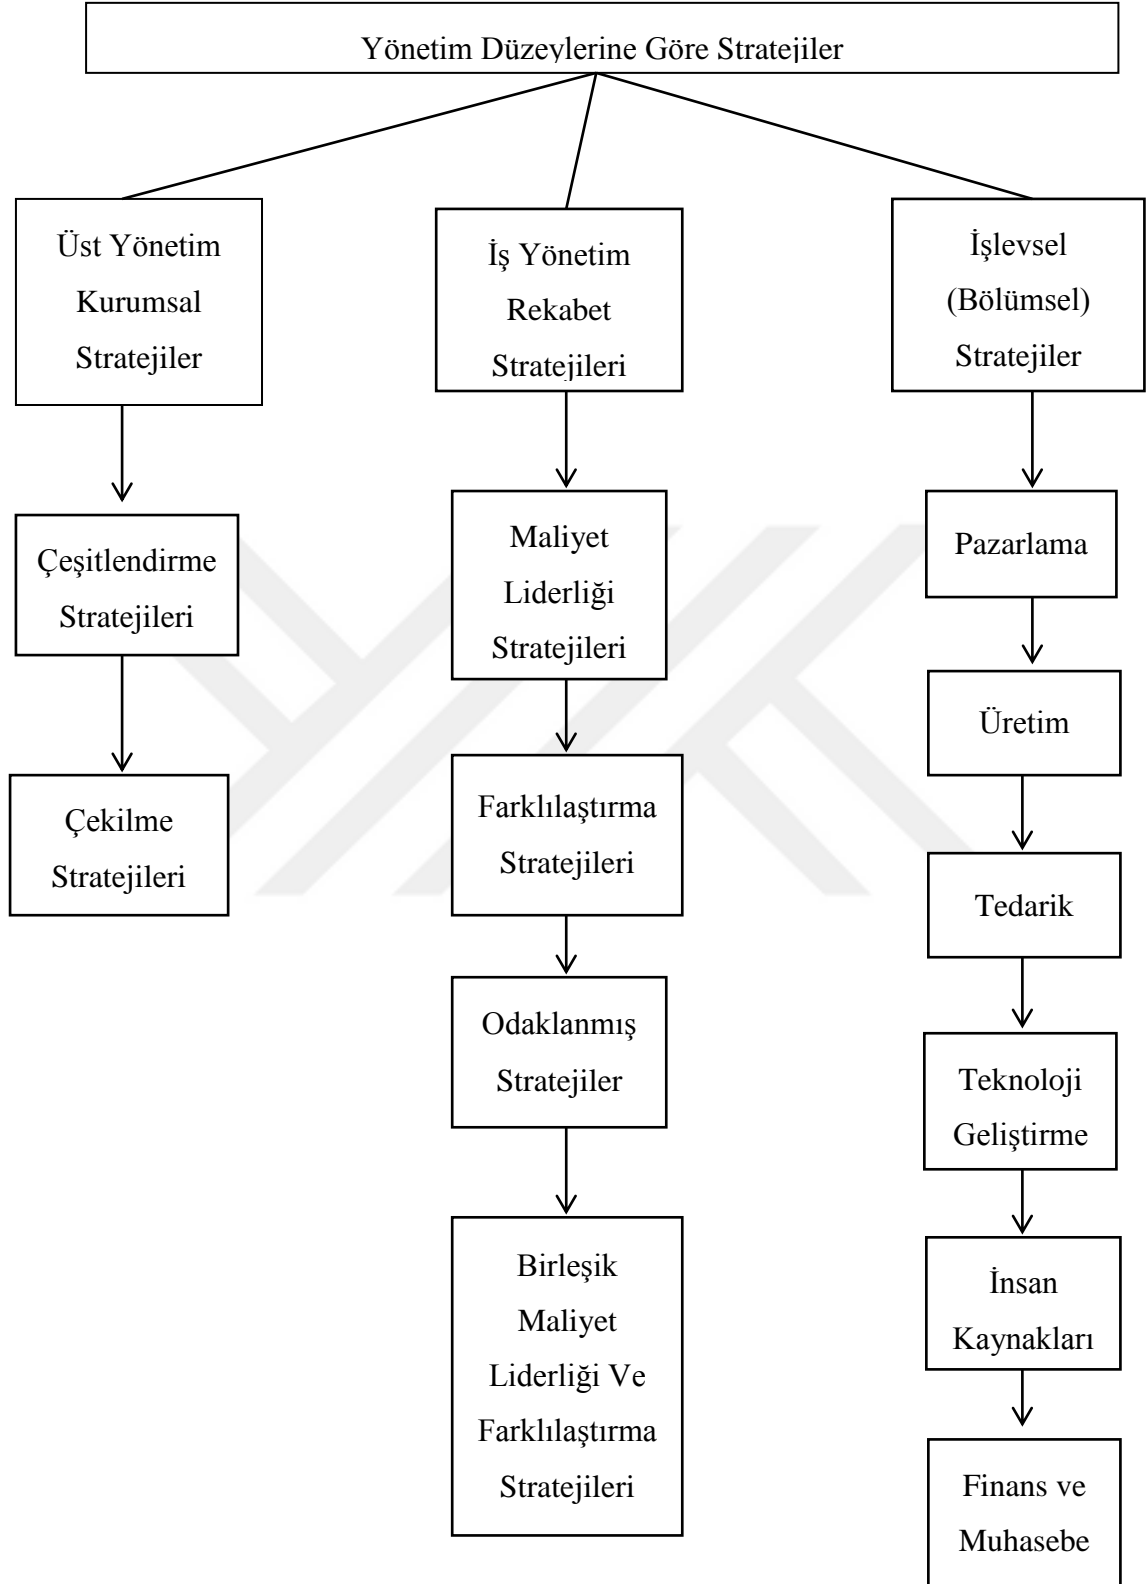 Yönetim Düzeylerine Göre Stratejiler
Üst Yönetim
Kurumsal
Stratejiler
Çeşitlendirme
Stratejileri
Çekilme
Stratejileri
İş Yönetim
Rekabet
Stratejileri
Maliyet
Liderliği
Stratejileri
Farklılaştırma
Stratejileri
Odaklanmış
Stratejiler
Birleşik
Maliyet
Liderliği Ve
Farklılaştırma
Stratejileri
İşlevsel
(Bölümsel)
Stratejiler
Pazarlama
Üretim
Tedarik
Teknoloji
Geliştirme
İnsan
Kaynakları
Finans ve
Muhasebe